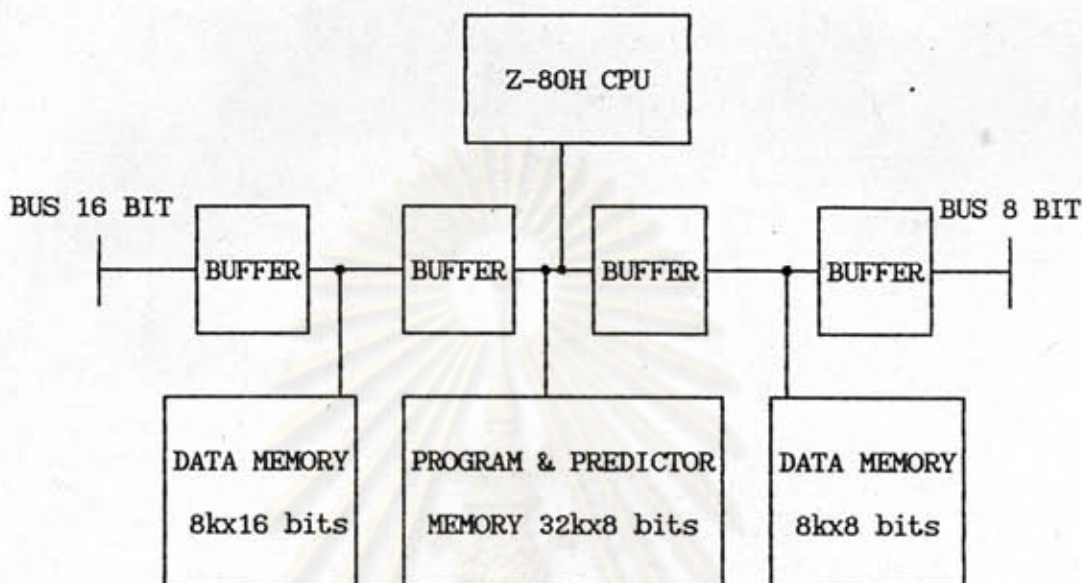 Z-80H CPU
BUS 16 BIT
BUS 8 BIT
BUFFER
BUFFER
BUFFER
BUFFER
DATA MEMORY
8kx16 bits
PROGRAM & PREDICTOR
MEMORY 32kx8 bits
DATA MEMORY
8kx8 bits